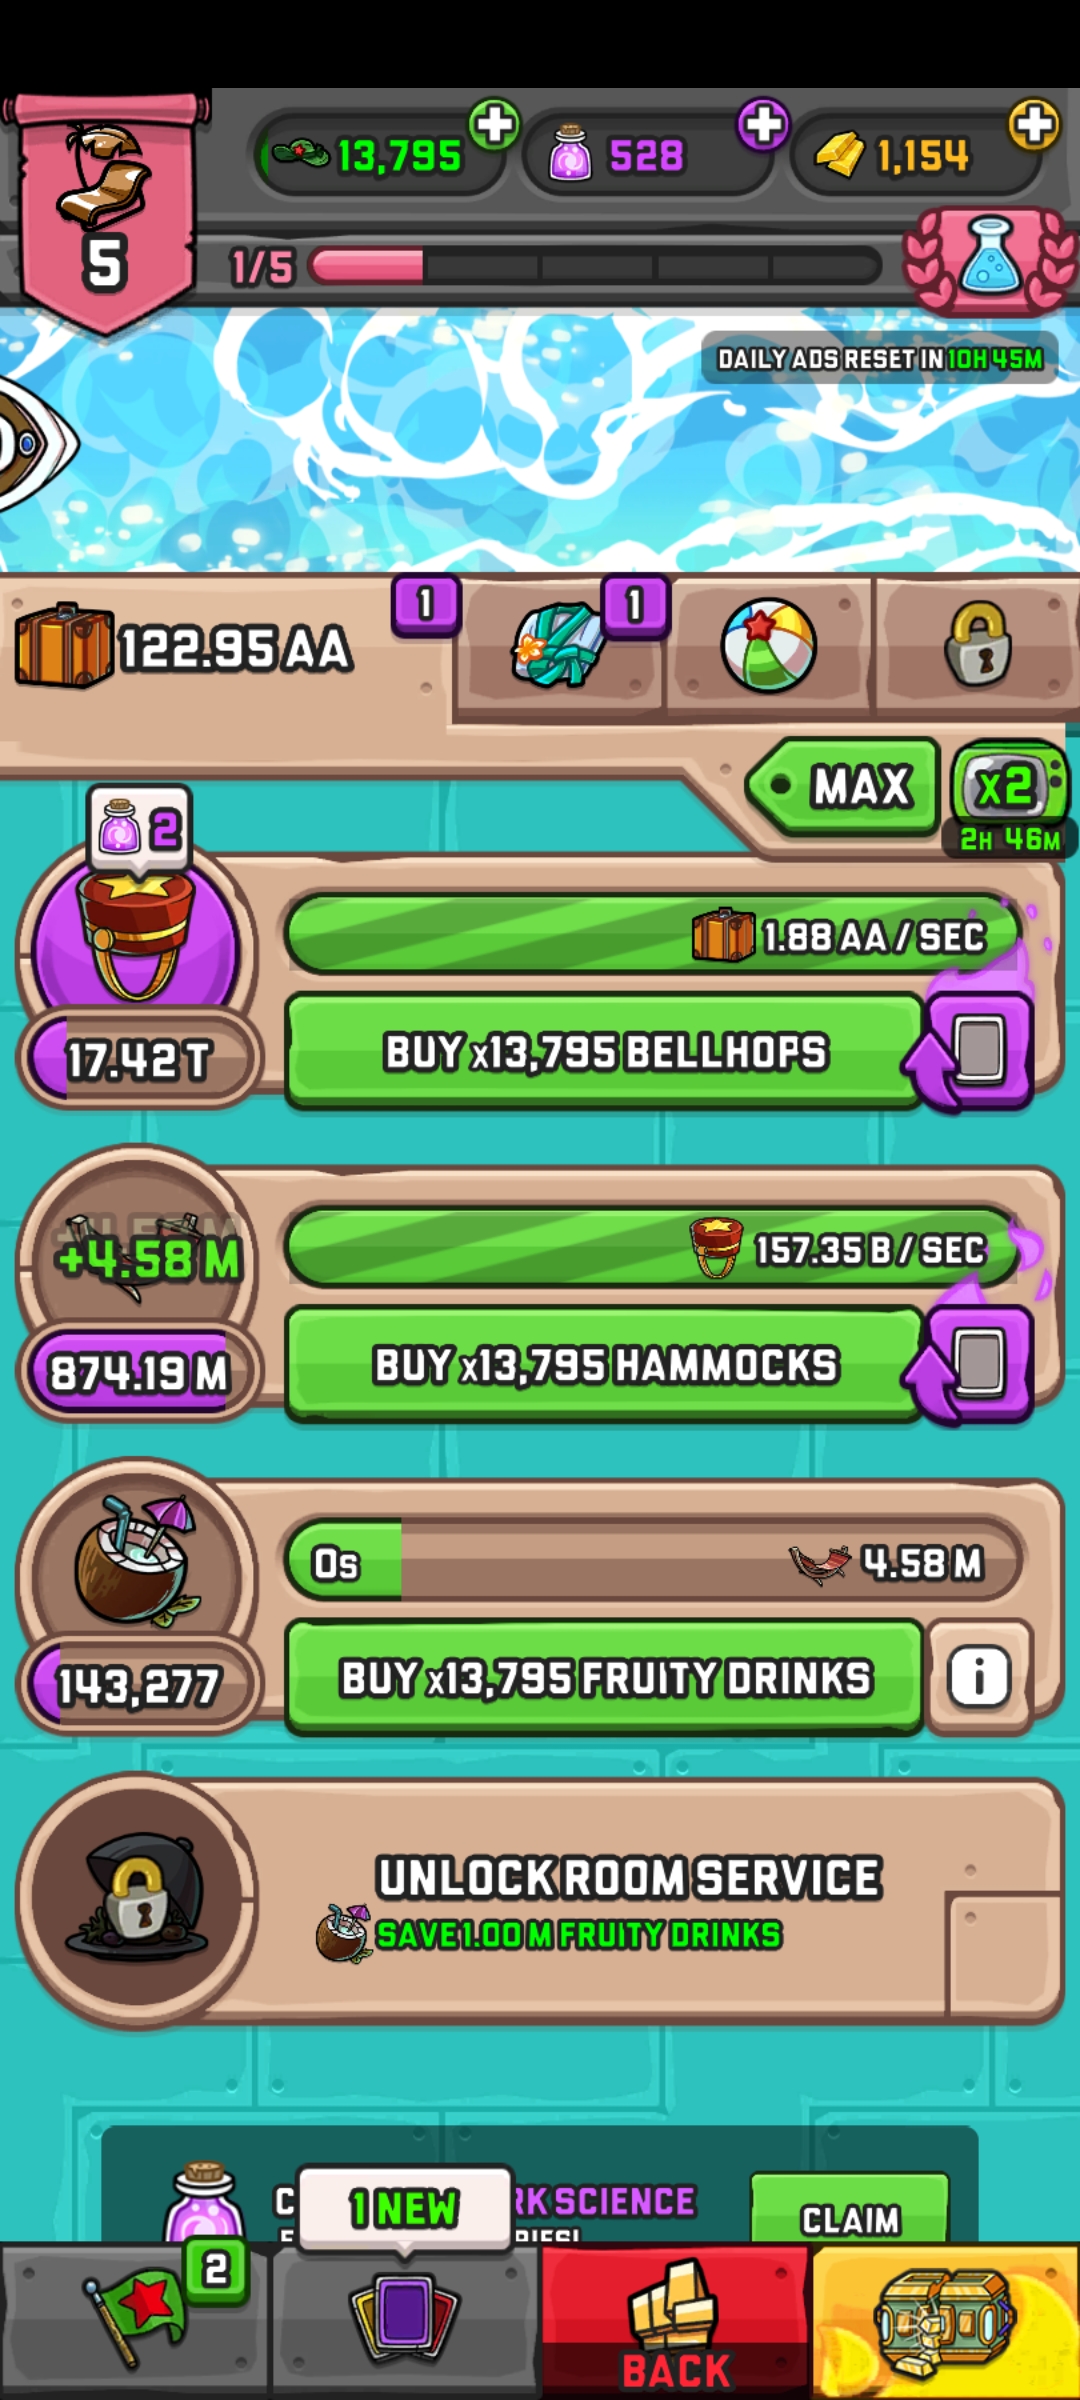 13,795
528
1,154
5
1/5
DAILY ADS RESET IN 10H 45M
122.95 AA
1
1
MAX
x2
2H 46M
2
1.88 AA / SEC
17.42 T
BUY x13,795 BELLHOPS
+4.58 M
157.35 B / SEC
874.19 M
BUY x13,795 HAMMOCKS
0s
4.58 M
143,277
BUY x13,795 FRUITY DRINKS
i
UNLOCK ROOM SERVICE
SAVE 1.00 M FRUITY DRINKS
1 NEW
SCIENCE
CLAIM
2
BACK